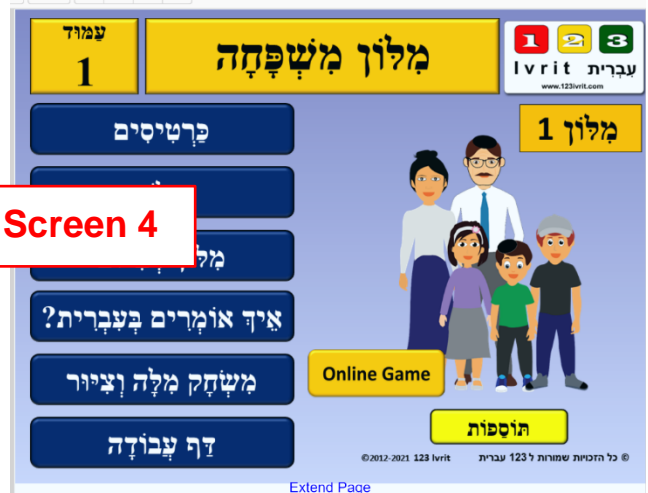 עַמּוּד
1
מִלּוֹן מִשְׁפָּחָה
1 2 3
Ivrit עִבְרִית
www.123ivrit.com
כַּרְטִיסִים
מִלּוֹן 1
Screen 4
אֵיךְ אוֹמְרִים בְּעִבְרִית?
מִשְׂחָק מִלָּה וְצִיּוּר
Online Game
דַּף עֲבוֹדָה
תּוֹסָפוֹת
©2012-2021 123 Ivrit
© כל הזכויות שמורות ל 123 עברית
Extend Page